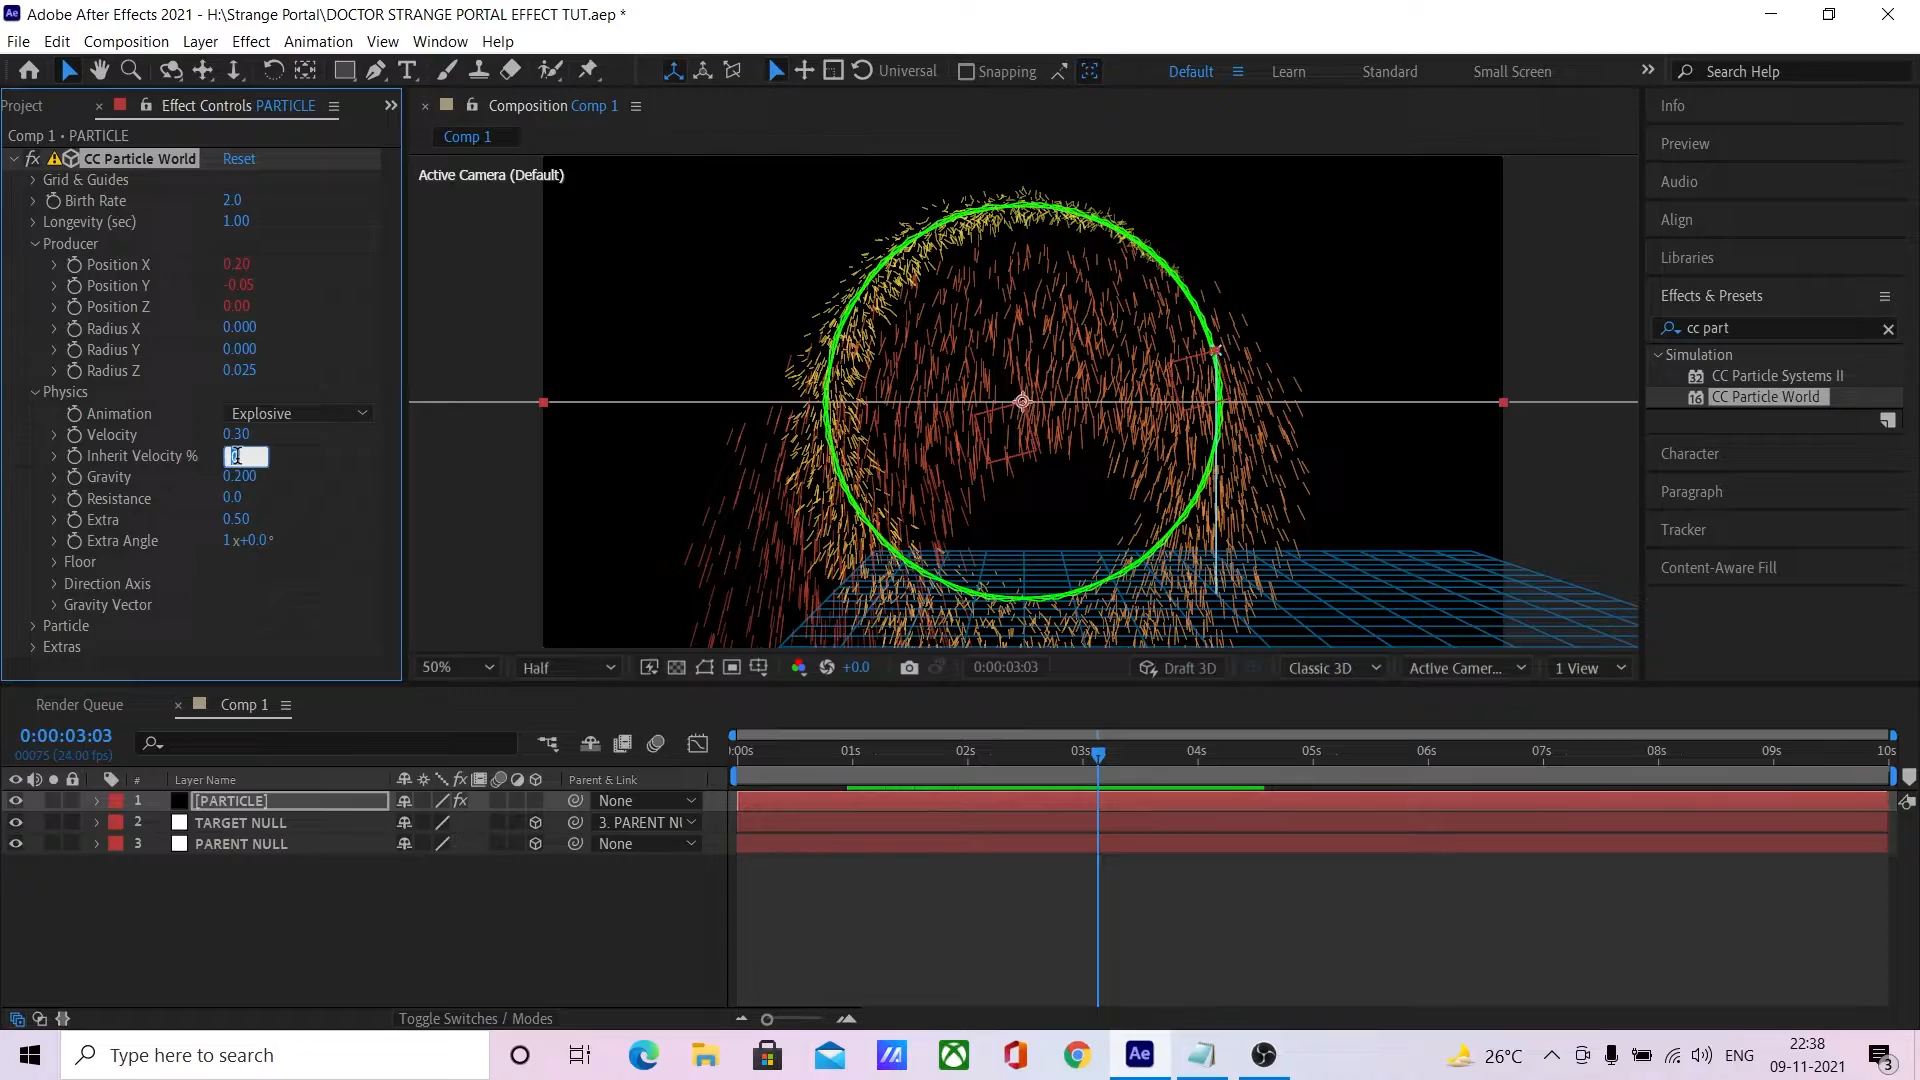 Adobe After Effects 2021 - H:\Strange Portal\DOCTOR STRANGE PORTAL EFFECT TUT.aep *
File Edit Composition Layer Effect Animation View Window Help
Universal Snapping Default Learn Standard Small Screen Search Help
Project Effect Controls PARTICLE
Comp 1 • PARTICLE
fx CC Particle World Reset
Grid & Guides
Birth Rate 2.0
Longevity (sec) 1.00
Producer
Position X 0.20
Position Y -0.05
Position Z 0.00
Radius X 0.000
Radius Y 0.000
Radius Z 0.025
Physics
Animation Explosive
Velocity 0.30
Inherit Velocity %
Gravity 0.200
Resistance 0.0
Extra 0.50
Extra Angle 1x+0.0°
Floor
Direction Axis
Gravity Vector
Particle
Extras
Composition Comp 1
Comp 1
Active Camera (Default)
50% Half +0.0 0:00:03:03 Draft 3D Classic 3D Active Camer... 1 View
Info
Preview
Audio
Align
Libraries
Effects & Presets
cc part
Simulation
32 CC Particle Systems II
16 CC Particle World
Character
Paragraph
Tracker
Content-Aware Fill
Render Queue Comp 1
0:00:03:03
00075 (24.00 fps)
:00s 01s 02s 03s 04s 05s 06s 07s 08s 09s 10s
# Layer Name fx Parent & Link
1 [PARTICLE] fx None
2 TARGET NULL 3. PARENT NU
3 PARENT NULL None
Toggle Switches / Modes
Type here to search
Ae
26°C ENG
22:38
09-11-2021
3